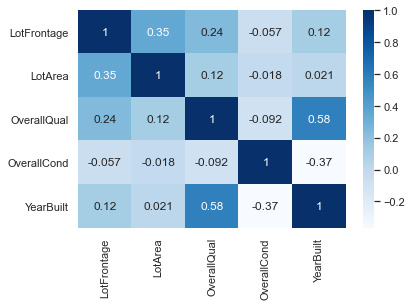 LotFrontage 1 0.35 0.24 -0.057 0.12
LotArea 0.35 1 0.12 -0.018 0.021
OverallQual 0.24 0.12 1 -0.092 0.58
OverallCond -0.057 -0.018 -0.092 1 -0.37
YearBuilt 0.12 0.021 0.58 -0.37 1
LotFrontage
LotArea
OverallQual
OverallCond
YearBuilt
1.0
0.8
0.6
0.4
0.2
0.0
−0.2